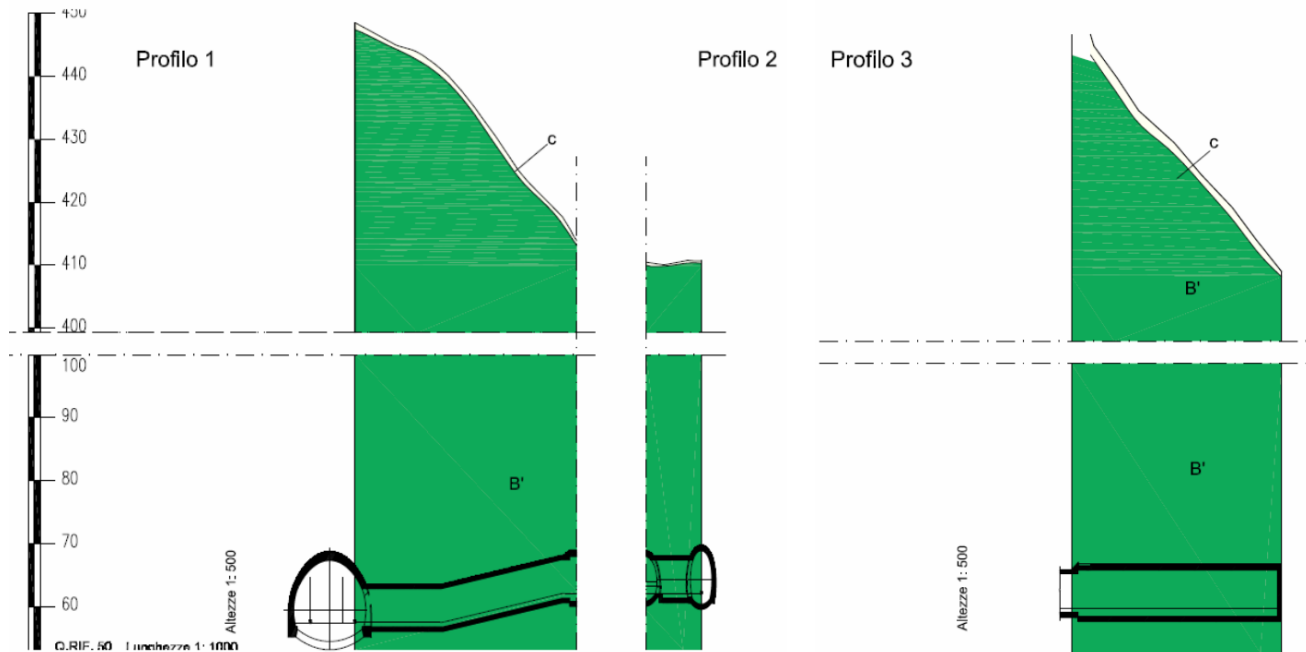 450
Profilo 1
Profilo 2
Profilo 3
440
430
c
c
420
410
B'
400
100
90
80
B'
B'
70
60
Altezze 1: 500
Altezze 1: 500
Q.RIF. 50 Lunghezze 1: 1000